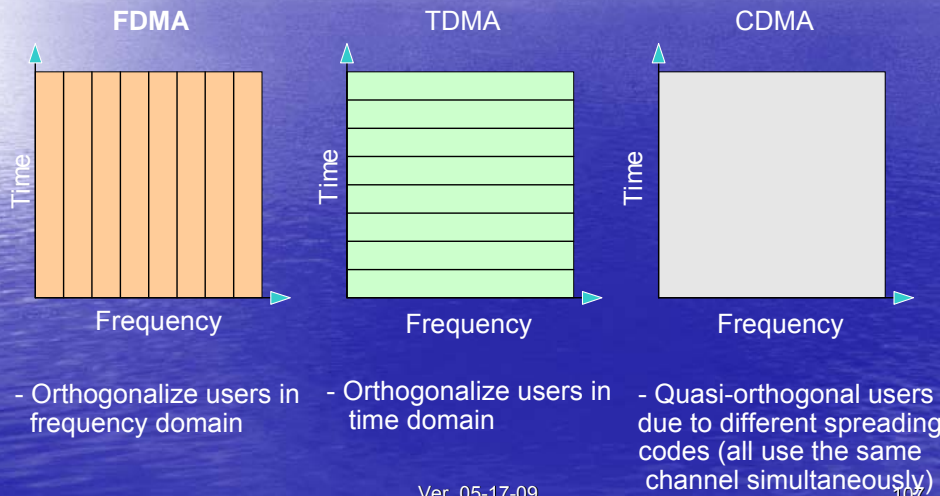 FDMA
TDMA
CDMA
Time
Time
Time
Frequency
Frequency
Frequency
- Orthogonalize users in
frequency domain
- Orthogonalize users in
time domain
- Quasi-orthogonal users
due to different spreading
codes (all use the same
channel simultaneously)
Ver. 05-17-09
107